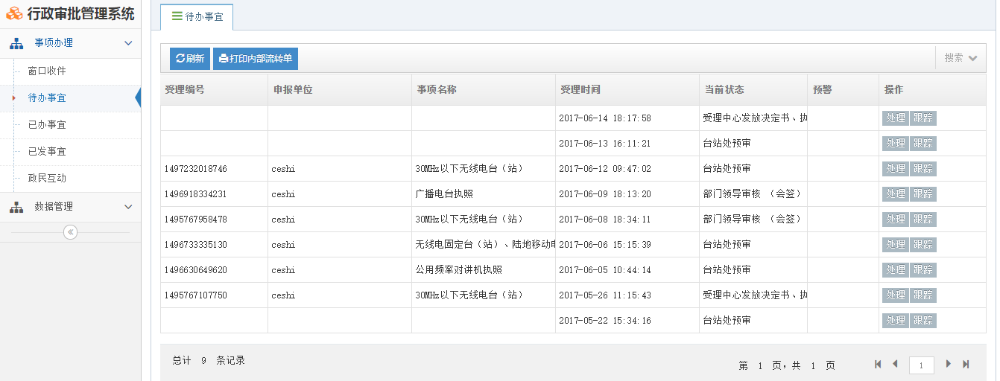 行政审批管理系统
事项办理
窗口收件
待办事宜
已办事宜
已发事宜
政民互动
数据管理
待办事宜
刷新 打印内部流转单 搜索
受理编号 申报单位 事项名称 受理时间 当前状态 预警 操作
2017-06-14 18:17:58 受理中心发放决定书、执 处理 跟踪
2017-06-13 16:11:21 台站处预审 处理 跟踪
1497232018746 ceshi 30MHz以下无线电台（站） 2017-06-12 09:47:02 台站处预审 处理 跟踪
1496918334231 ceshi 广播电台执照 2017-06-09 18:13:20 部门领导审核 （会签） 处理 跟踪
1495767958478 ceshi 30MHz以下无线电台（站） 2017-06-08 18:34:11 部门领导审核 （会签） 处理 跟踪
1496733335130 ceshi 无线电固定台（站）、陆地移动电 2017-06-06 15:15:39 台站处预审 处理 跟踪
1496630649620 ceshi 公用频率对讲机执照 2017-06-05 10:44:14 台站处预审 处理 跟踪
1495767107750 ceshi 30MHz以下无线电台（站） 2017-05-26 11:15:43 受理中心发放决定书、执 处理 跟踪
2017-05-22 15:34:16 台站处预审 处理 跟踪
总计 9 条记录
第 1 页，共 1 页 1